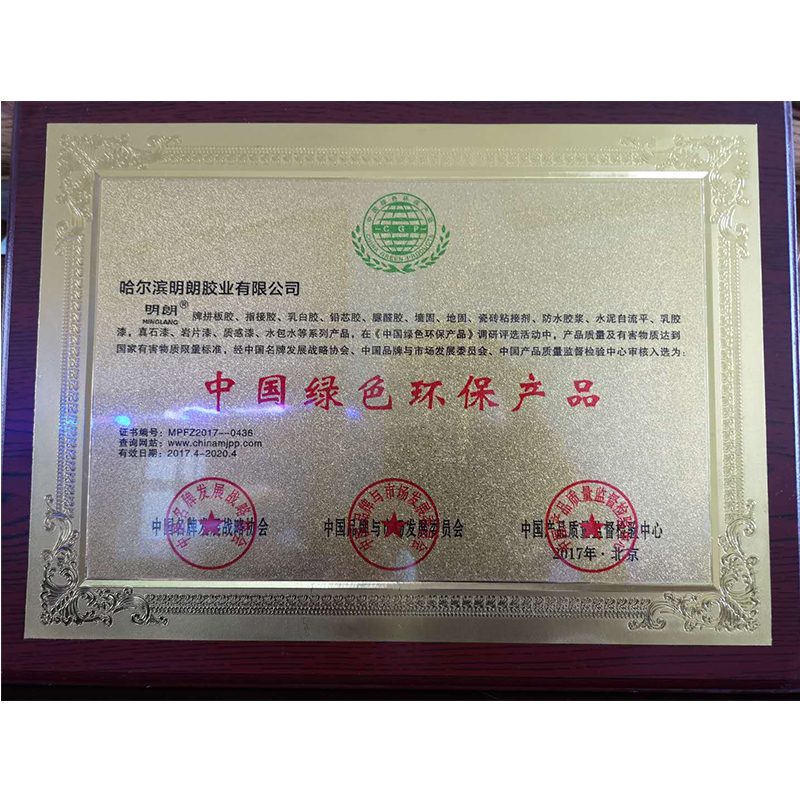 CGP
哈尔滨明朗胶业有限公司
明朗® 牌拼板胶、指接胶、乳白胶、铅芯胶、脲醛胶、墙固、地固、瓷砖粘接剂、防水胶浆、水泥自流平、乳胶
MINGLANG
漆，真石漆、岩片漆、质感漆、水包水等系列产品，在《中国绿色环保产品》调研评选活动中，产品质量及有害物质达到
国家有害物质限量标准，经中国名牌发展战略协会、中国品牌与市场发展委员会、中国产品质量监督检验中心审核入选为：
中国绿色环保产品
证书编号：MPFZ2017--0436
查询网站：www.chinamjpp.com
有效日期：2017.4-2020.4
中国名牌发展战略协会
中国品牌与市场发展委员会
中国产品质量监督检验中心
2017年·北京